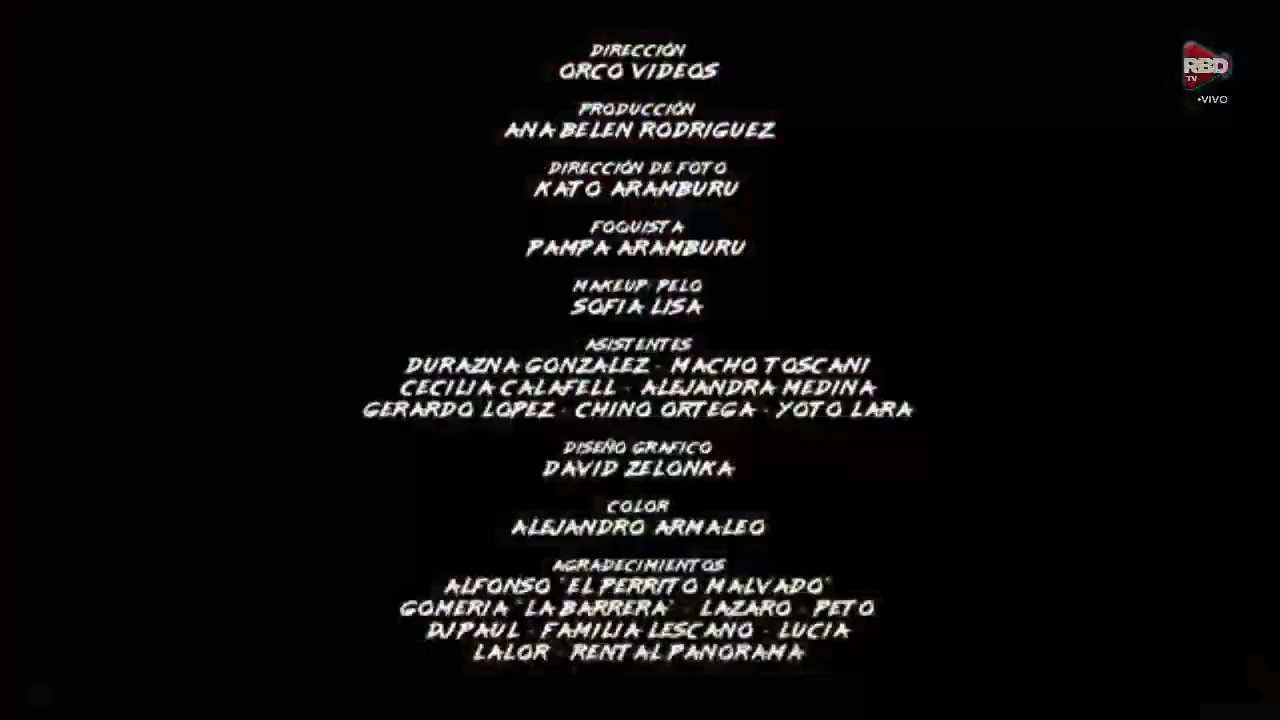 DIRECCIÓN
ORCO VIDEOS
PRODUCCIÓN
ANA BELEN RODRIGUEZ
DIRECCIÓN DE FOTO
KATO ARAMBURU
FOQUISTA
PAMPA ARAMBURU
MAKEUP PELO
SOFIA LISA
ASISTENTES
DURAZNA GONZALEZ - MACHO TOSCANI
CECILIA CALAFELL - ALEJANDRA MEDINA
GERARDO LOPEZ - CHINO ORTEGA - YOTO LARA
DISEÑO GRAFICO
DAVID ZELONKA
COLOR
ALEJANDRO ARMALEO
AGRADECIMIENTOS
ALFONSO "EL PERRITO MALVADO"
GOMERIA "LA BARRERA" - LAZARO - PETO
DJ PAUL - FAMILIA LESCANO - LUCIA
LALOR - RENTAL PANORAMA
RBD
TV
•VIVO